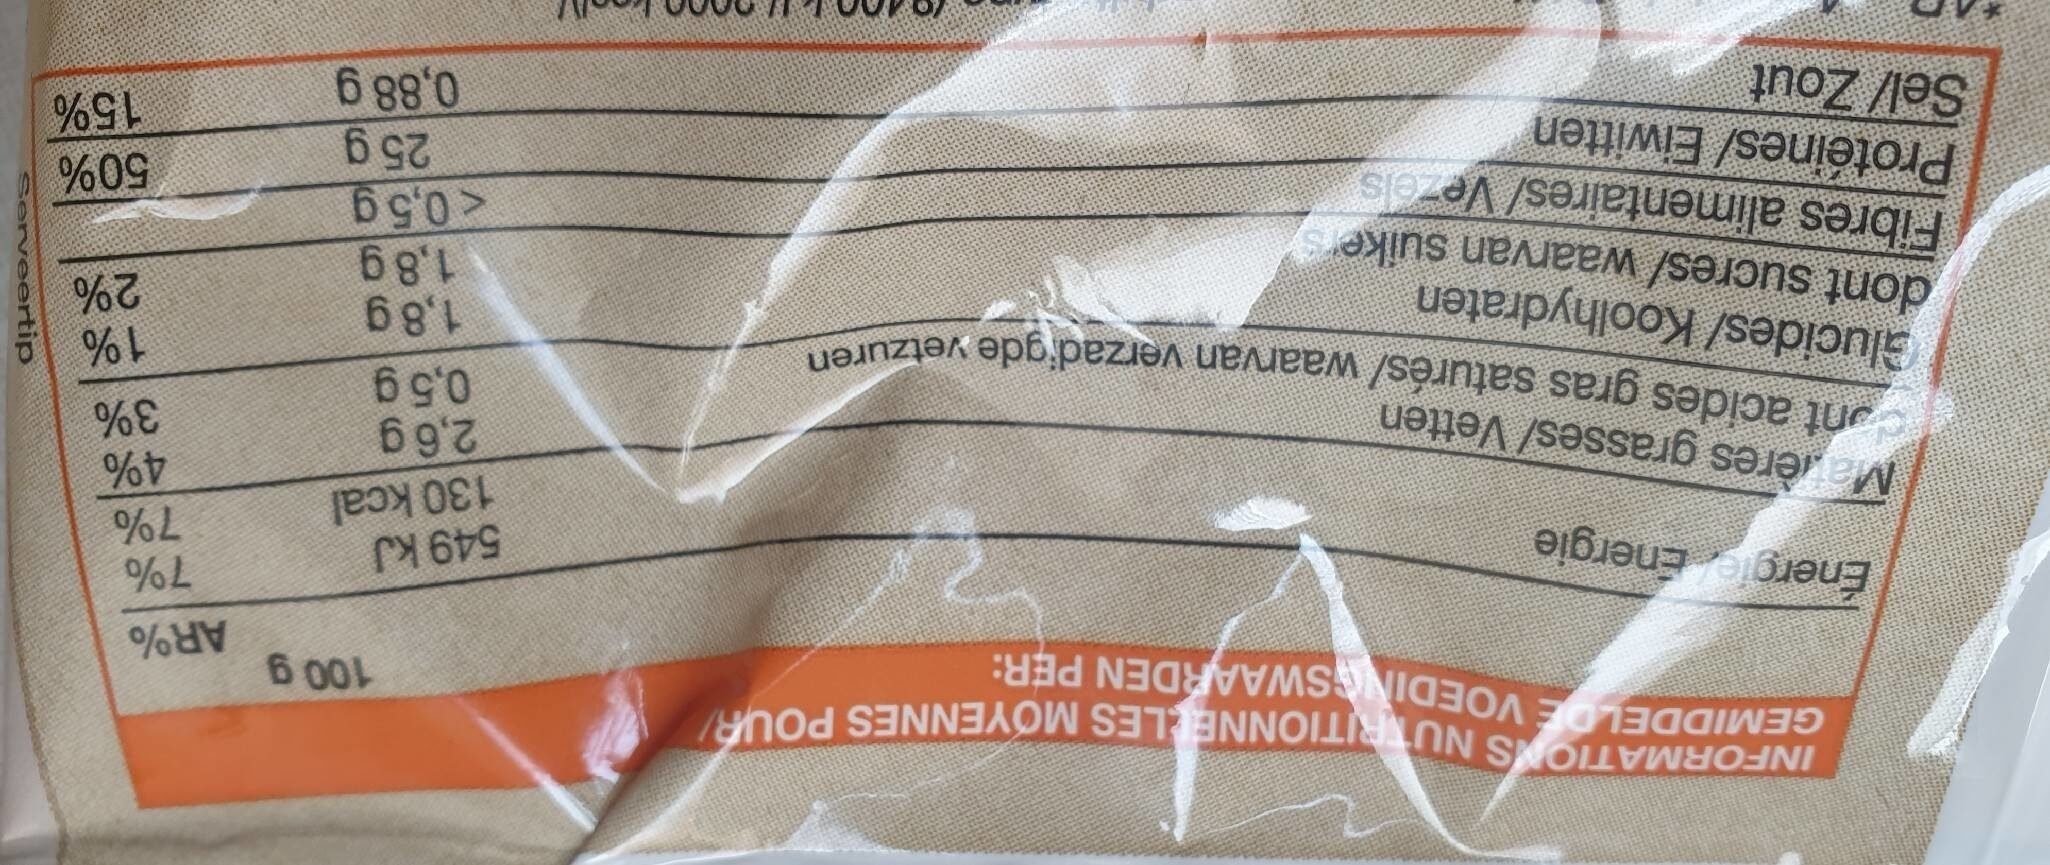 INFORMATIONS NUTRITIONNELLES MOYENNES POUR/
GEMIDDELDE VOEDINGSWAARDEN PER:
100 g AR%
Énergie/ Energie 549 kJ 7%
130 kcal 7%
Matières grasses/ Vetten 2,6 g 4%
dont acides gras saturés/ waarvan verzadigde vetzuren 0,5 g 3%
Glucides/ Koolhydraten 1,8 g 1%
dont sucres/ waarvan suikers 1,8 g 2%
Fibres alimentaires/ Vezels < 0,5 g
Protéines/ Eiwitten 25 g 50%
Sel/ Zout 0,88 g 15%
Serveertip